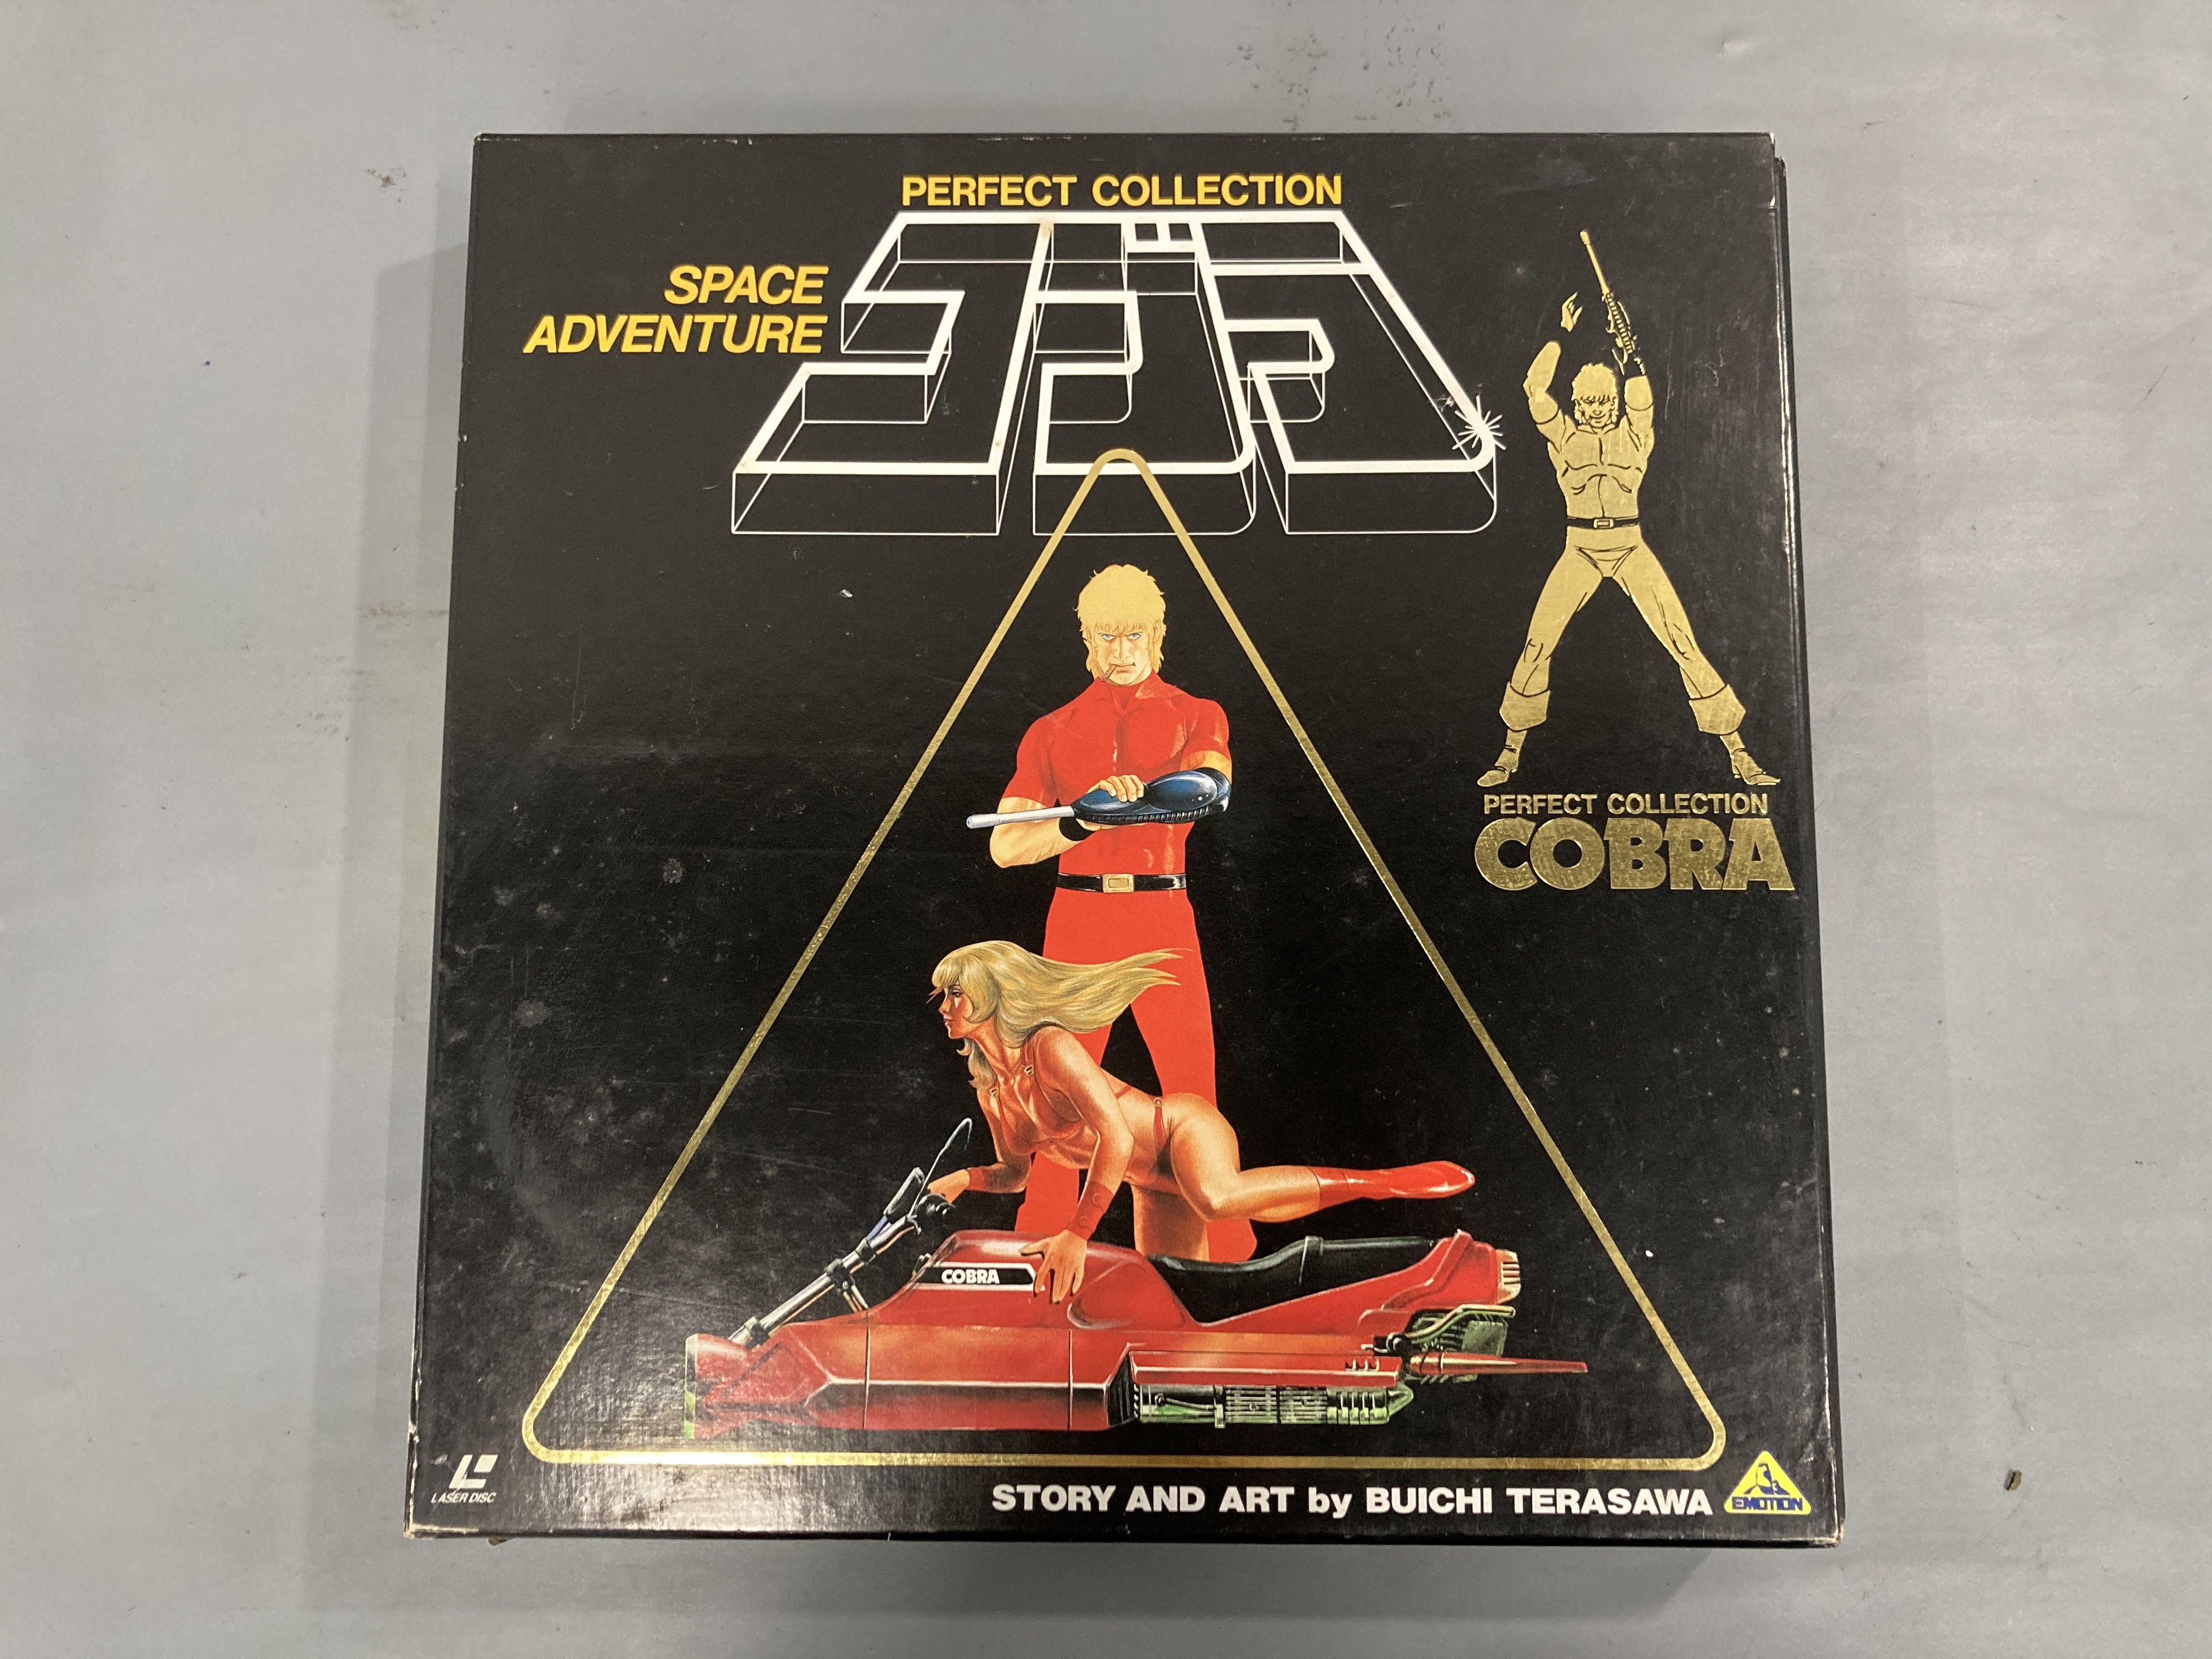 PERFECT COLLECTION
SPACE
ADVENTURE
コブラ
PERFECT COLLECTION
COBRA
COBRA
LASER DISC
STORY AND ART by BUICHI TERASAWA
EMOTION